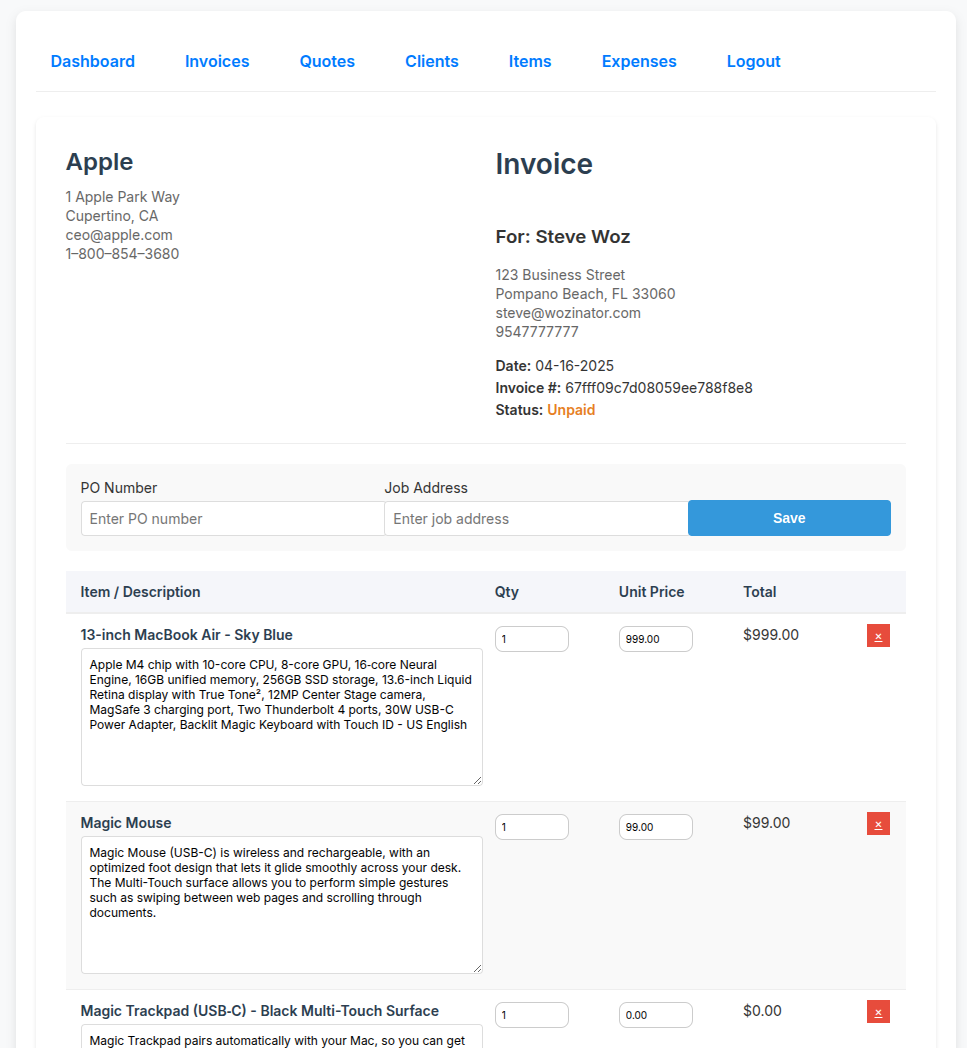 Dashboard Invoices Quotes Clients Items Expenses Logout
Apple
1 Apple Park Way
Cupertino, CA
ceo@apple.com
1–800–854–3680
Invoice
For: Steve Woz
123 Business Street
Pompano Beach, FL 33060
steve@wozinator.com
9547777777
Date: 04-16-2025
Invoice #: 67fff09c7d08059ee788f8e8
Status: Unpaid
PO Number Job Address
Enter PO number Enter job address Save
Item / Description Qty Unit Price Total
13-inch MacBook Air - Sky Blue 1 999.00 $999.00 ×
Apple M4 chip with 10-core CPU, 8-core GPU, 16-core Neural
Engine, 16GB unified memory, 256GB SSD storage, 13.6-inch Liquid
Retina display with True Tone², 12MP Center Stage camera,
MagSafe 3 charging port, Two Thunderbolt 4 ports, 30W USB-C
Power Adapter, Backlit Magic Keyboard with Touch ID - US English
Magic Mouse 1 99.00 $99.00 ×
Magic Mouse (USB-C) is wireless and rechargeable, with an
optimized foot design that lets it glide smoothly across your desk.
The Multi-Touch surface allows you to perform simple gestures
such as swiping between web pages and scrolling through
documents.
Magic Trackpad (USB-C) - Black Multi-Touch Surface 1 0.00 $0.00 ×
Magic Trackpad pairs automatically with your Mac, so you can get